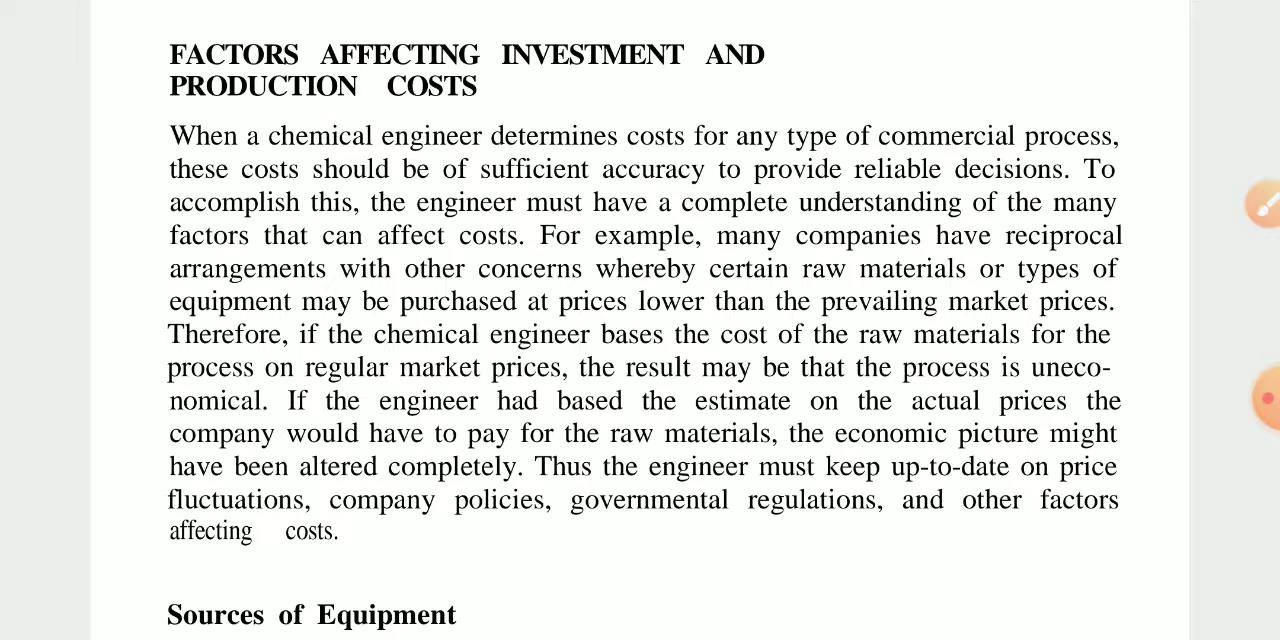 FACTORS AFFECTING INVESTMENT AND
PRODUCTION COSTS
When a chemical engineer determines costs for any type of commercial process,
these costs should be of sufficient accuracy to provide reliable decisions. To
accomplish this, the engineer must have a complete understanding of the many
factors that can affect costs. For example, many companies have reciprocal
arrangements with other concerns whereby certain raw materials or types of
equipment may be purchased at prices lower than the prevailing market prices.
Therefore, if the chemical engineer bases the cost of the raw materials for the
process on regular market prices, the result may be that the process is uneco-
nomical. If the engineer had based the estimate on the actual prices the
company would have to pay for the raw materials, the economic picture might
have been altered completely. Thus the engineer must keep up-to-date on price
fluctuations, company policies, governmental regulations, and other factors
affecting costs.
Sources of Equipment